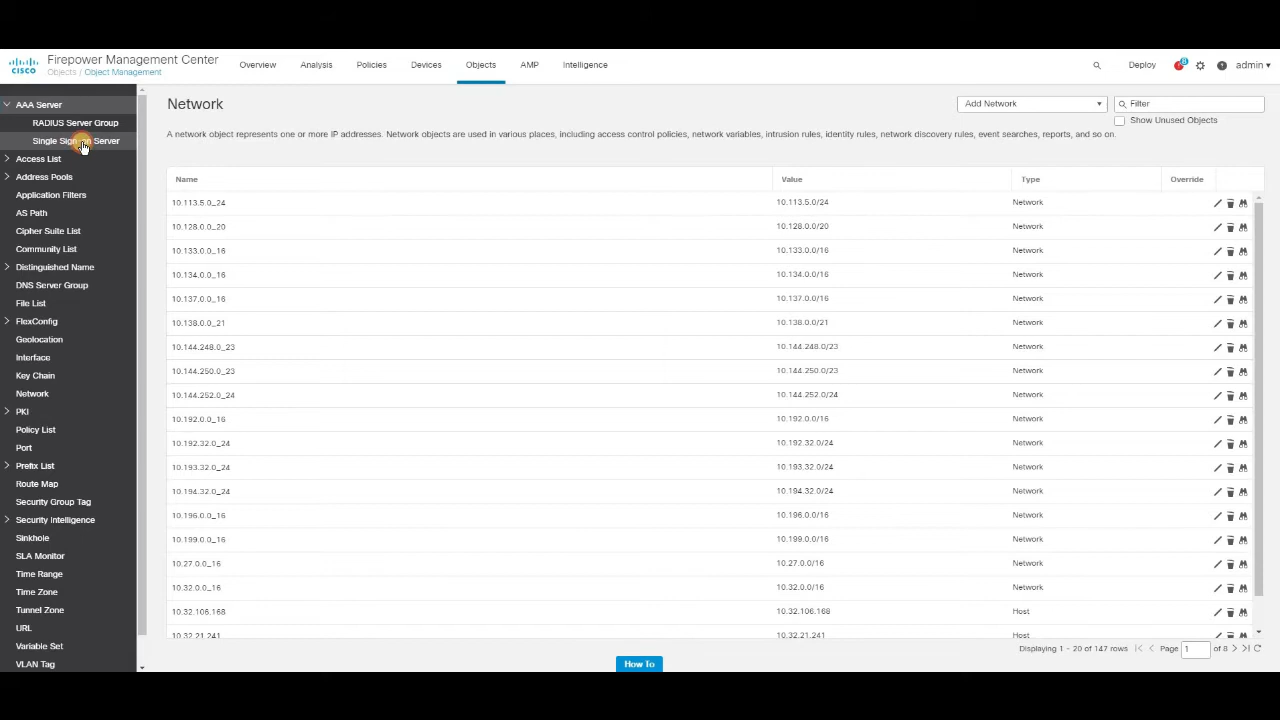 Firepower Management Center
Objects / Object Management
CISCO
Overview
Analysis
Policies
Devices
Objects
AMP
Intelligence
Deploy
8
admin
AAA Server
RADIUS Server Group
Single Sign Server
Access List
Address Pools
Application Filters
AS Path
Cipher Suite List
Community List
Distinguished Name
DNS Server Group
File List
FlexConfig
Geolocation
Interface
Key Chain
Network
PKI
Policy List
Port
Prefix List
Route Map
Security Group Tag
Security Intelligence
Sinkhole
SLA Monitor
Time Range
Time Zone
Tunnel Zone
URL
Variable Set
VLAN Tag
Network
Add Network
Filter
Show Unused Objects
A network object represents one or more IP addresses. Network objects are used in various places, including access control policies, network variables, intrusion rules, identity rules, network discovery rules, event searches, reports, and so on.
Name Value Type Override
10.113.5.0_24 10.113.5.0/24 Network
10.128.0.0_20 10.128.0.0/20 Network
10.133.0.0_16 10.133.0.0/16 Network
10.134.0.0_16 10.134.0.0/16 Network
10.137.0.0_16 10.137.0.0/16 Network
10.138.0.0_21 10.138.0.0/21 Network
10.144.248.0_23 10.144.248.0/23 Network
10.144.250.0_23 10.144.250.0/23 Network
10.144.252.0_24 10.144.252.0/24 Network
10.192.0.0_16 10.192.0.0/16 Network
10.192.32.0_24 10.192.32.0/24 Network
10.193.32.0_24 10.193.32.0/24 Network
10.194.32.0_24 10.194.32.0/24 Network
10.196.0.0_16 10.196.0.0/16 Network
10.199.0.0_16 10.199.0.0/16 Network
10.27.0.0_16 10.27.0.0/16 Network
10.32.0.0_16 10.32.0.0/16 Network
10.32.106.168 10.32.106.168 Host
10.32.21.241 10.32.21.241 Host
Displaying 1 - 20 of 147 rows Page 1 of 8
How To